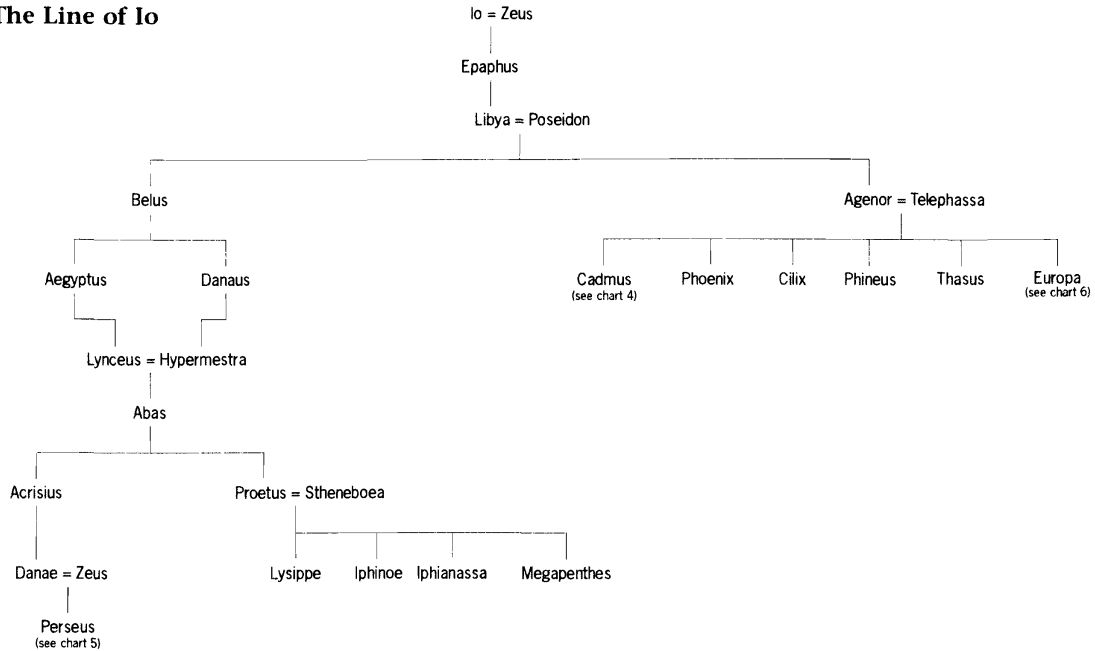 The Line of Io
Io = Zeus
Epaphus
Libya = Poseidon
Belus
Agenor = Telephassa
Aegyptus
Danaus
Cadmus
(see chart 4)
Phoenix
Cilix
Phineus
Thasus
Europa
(see chart 6)
Lynceus = Hypermestra
Abas
Acrisius
Proetus = Stheneboea
Danae = Zeus
Lysippe
Iphinoe
Iphianassa
Megapenthes
Perseus
(see chart 5)